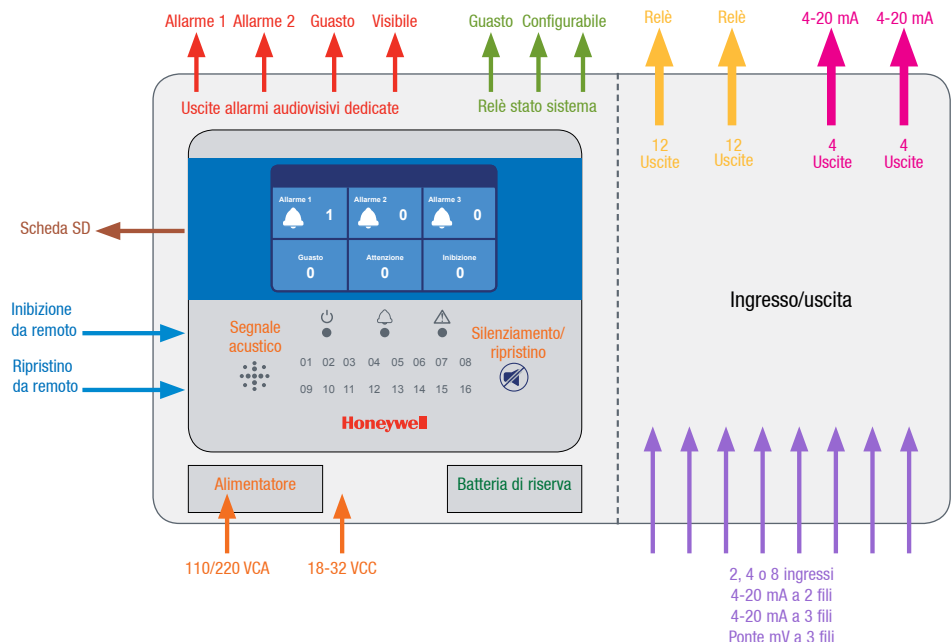 Allarme 1 Allarme 2 Guasto Visibile
Guasto Configurabile
Relè Relè
4-20 mA 4-20 mA
Uscite allarmi audiovisivi dedicate
Relè stato sistema
12
Uscite
12
Uscite
4
Uscite
4
Uscite
Allarme 1
1
Allarme 2
0
Allarme 3
0
Guasto
0
Attenzione
0
Inibizione
0
Scheda SD
Inibizione
da remoto
Ripristino
da remoto
Segnale
acustico
Silenziamento/
ripristino
01 02 03 04 05 06 07 08
09 10 11 12 13 14 15 16
Honeywell
Ingresso/uscita
Alimentatore
Batteria di riserva
110/220 VCA
18-32 VCC
2, 4 o 8 ingressi
4-20 mA a 2 fili
4-20 mA a 3 fili
Ponte mV a 3 fili